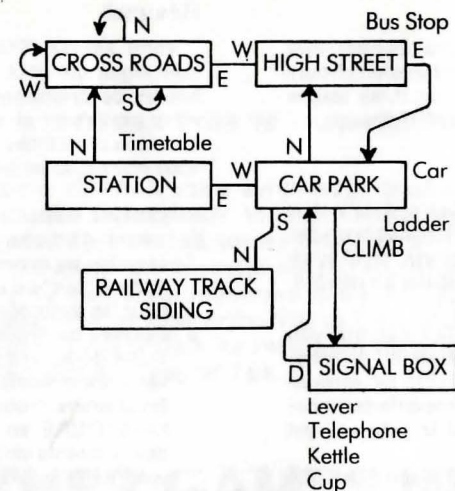 N
Bus Stop
CROSS ROADS
W
E
HIGH STREET
E
W
S
N
Timetable
N
STATION
W
E
CAR PARK
Car
S
Ladder
CLIMB
N
RAILWAY TRACK
SIDING
D
SIGNAL BOX
Lever
Telephone
Kettle
Cup